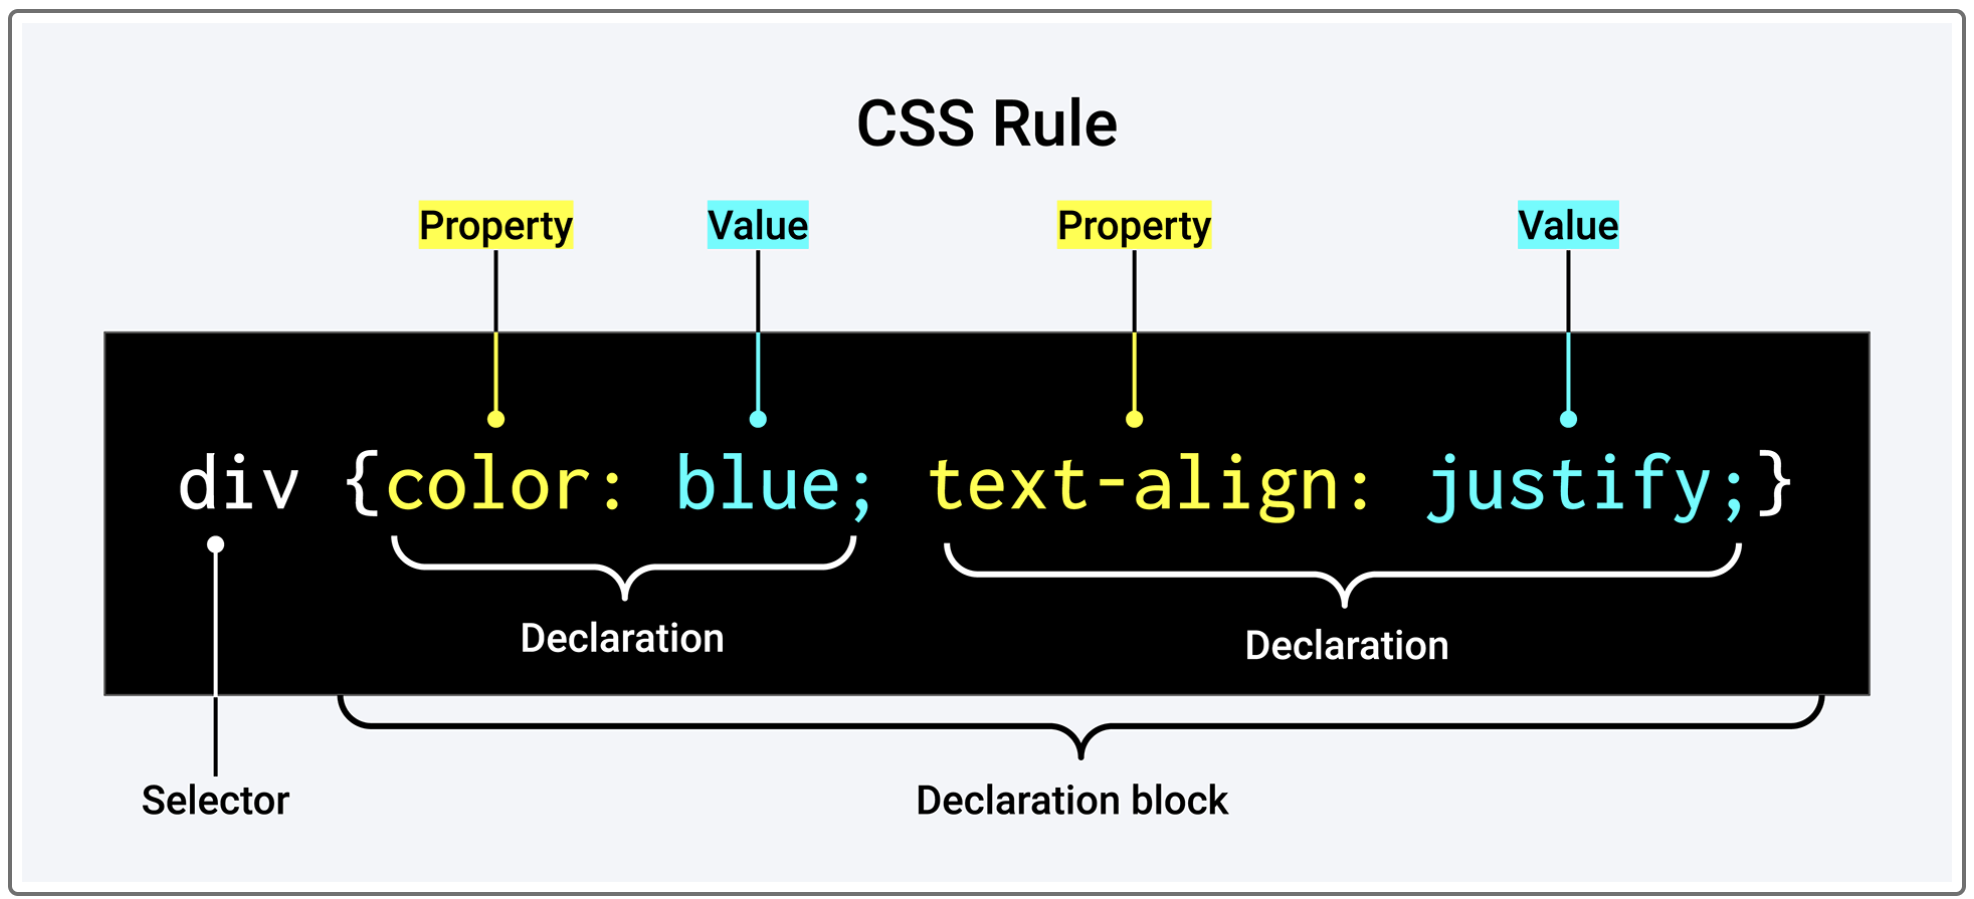 CSS Rule
Property Value Property Value
div {color: blue; text-align: justify;}
Declaration Declaration
Selector Declaration block